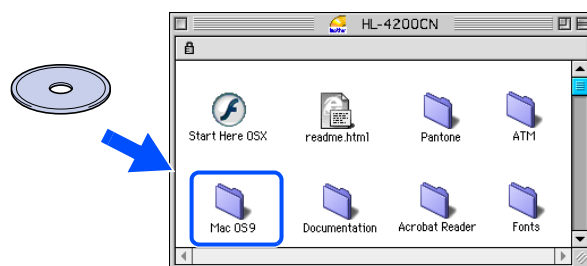 HL-4200CN
Start Here OSX readme.html Pantone ATM
Mac OS9 Documentation Acrobat Reader Fonts